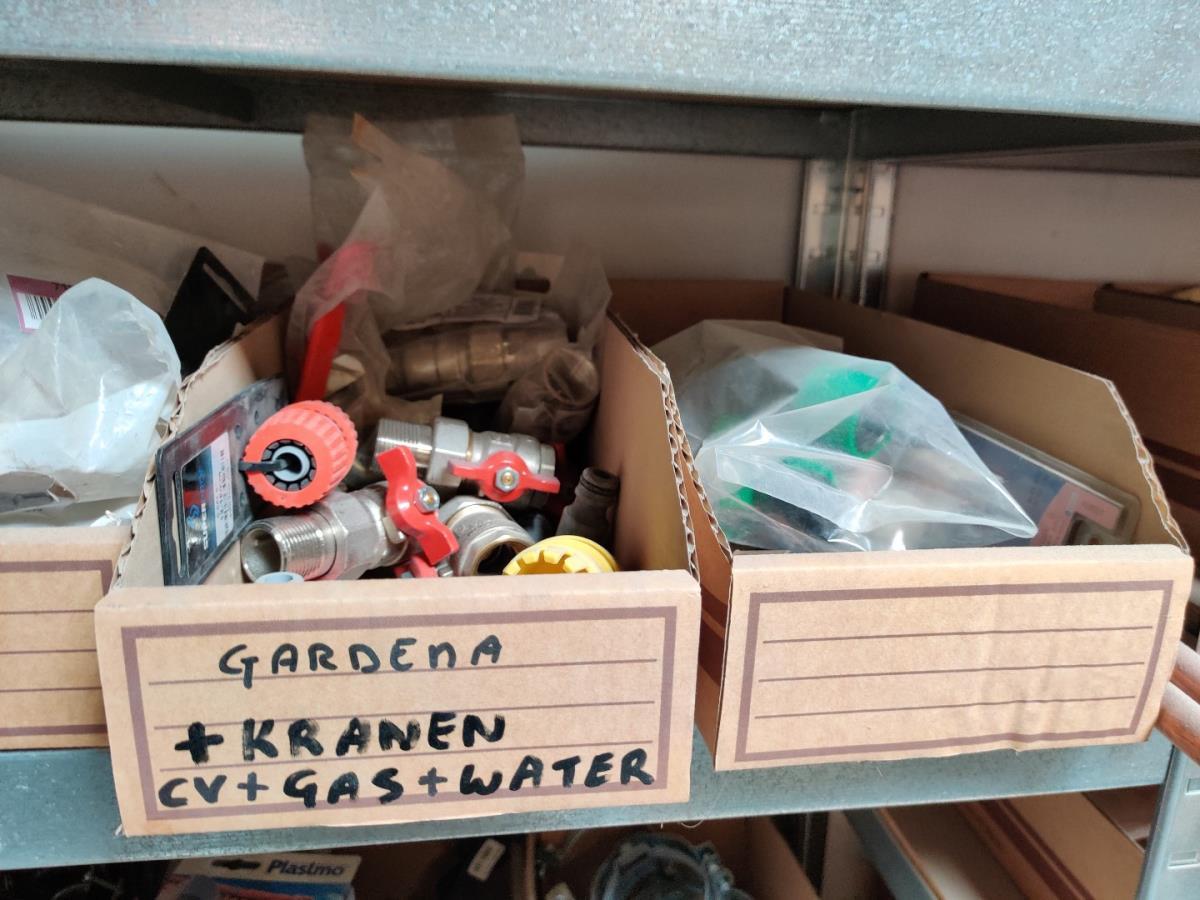 GARDENA
+KRANEN
CV+GAS+WATER
Plastimo